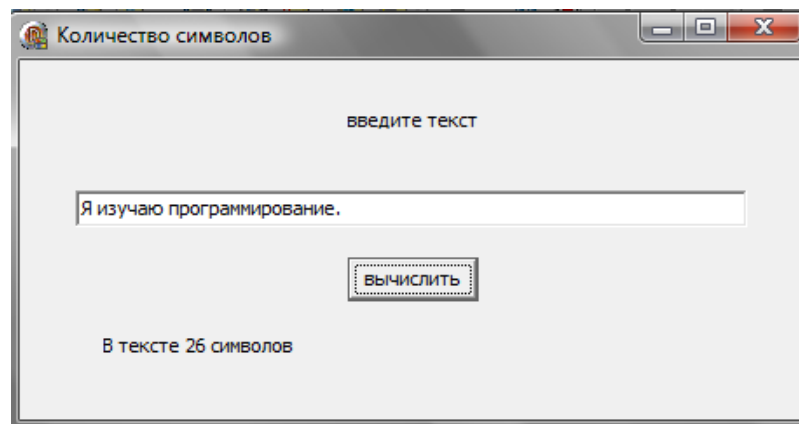 Количество символов
введите текст
Я изучаю программирование.
вычислить
В тексте 26 символов